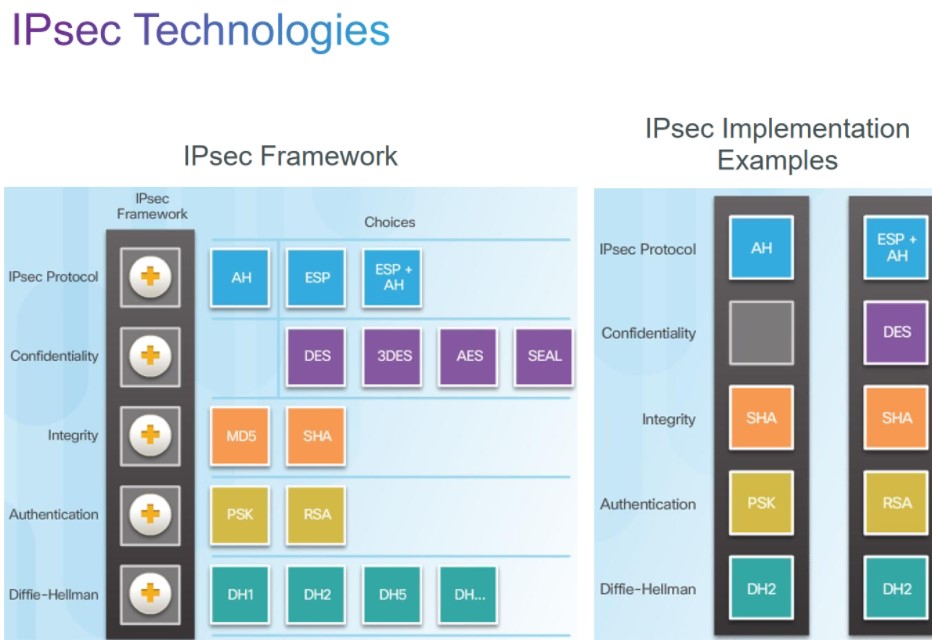 IPsec Technologies
IPsec Framework
IPsec
Framework
Choices
IPsec Protocol
AH
ESP
ESP +
AH
Confidentiality
DES
3DES
AES
SEAL
Integrity
MD5
SHA
Authentication
PSK
RSA
Diffie-Hellman
DH1
DH2
DH5
DH...
IPsec Implementation
Examples
IPsec Protocol
AH
ESP +
AH
Confidentiality
DES
Integrity
SHA
SHA
Authentication
PSK
RSA
Diffie-Hellman
DH2
DH2